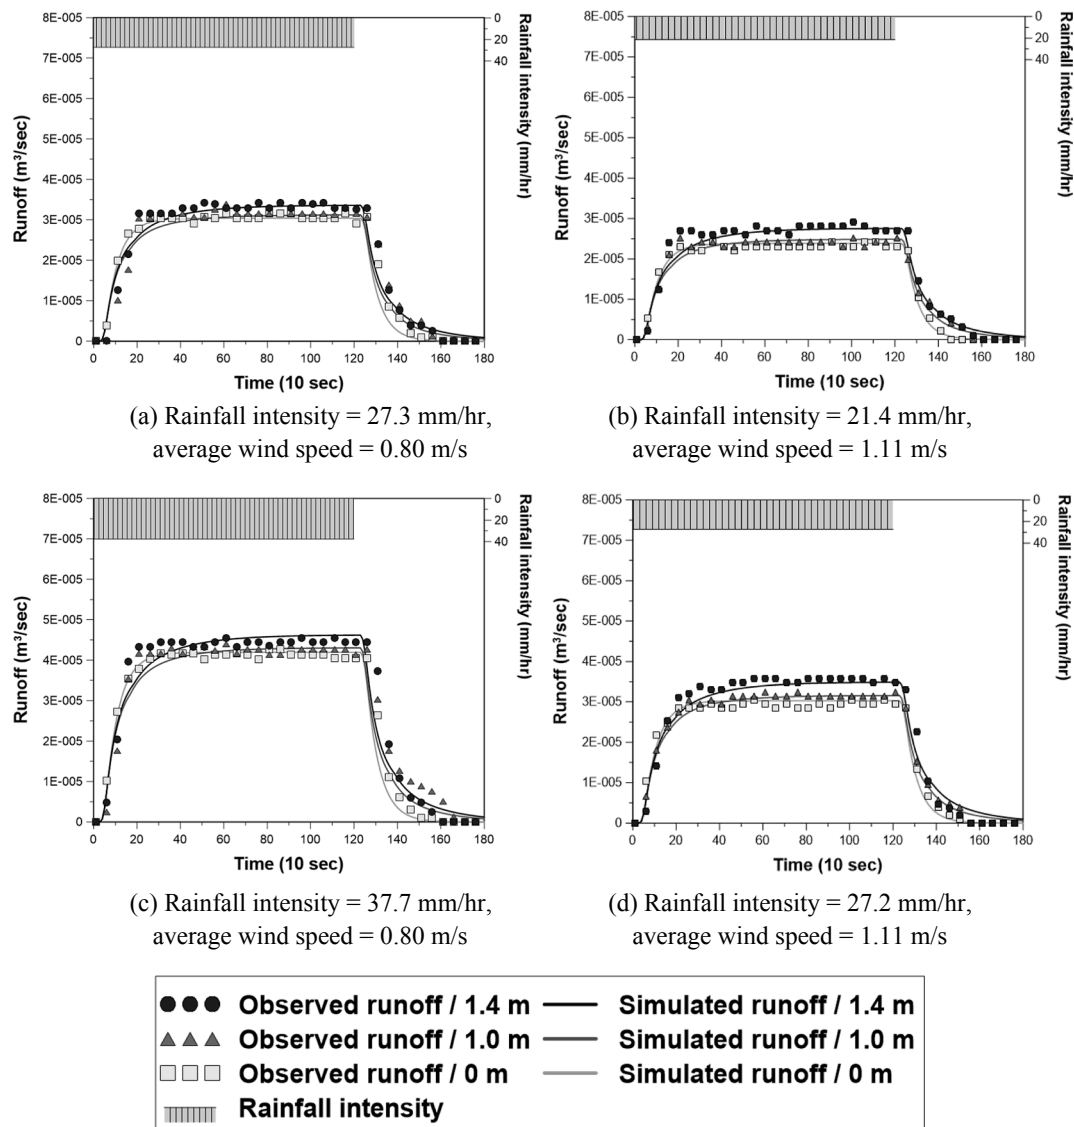 8E-005
7E-005
6E-005
5E-005
4E-005
3E-005
2E-005
1E-005
0
Runoff (m³/sec)
0 20 40 60 80 100 120 140 160 180
Time (10 sec)
0
20
40
Rainfall intensity (mm/hr)
(a) Rainfall intensity = 27.3 mm/hr,
average wind speed = 0.80 m/s
8E-005
7E-005
6E-005
5E-005
4E-005
3E-005
2E-005
1E-005
0
Runoff (m³/sec)
0 20 40 60 80 100 120 140 160 180
Time (10 sec)
0
20
40
Rainfall intensity (mm/hr)
(b) Rainfall intensity = 21.4 mm/hr,
average wind speed = 1.11 m/s
8E-005
7E-005
6E-005
5E-005
4E-005
3E-005
2E-005
1E-005
0
Runoff (m³/sec)
0 20 40 60 80 100 120 140 160 180
Time (10 sec)
0
20
40
Rainfall intensity (mm/hr)
(c) Rainfall intensity = 37.7 mm/hr,
average wind speed = 0.80 m/s
8E-005
7E-005
6E-005
5E-005
4E-005
3E-005
2E-005
1E-005
0
Runoff (m³/sec)
0 20 40 60 80 100 120 140 160 180
Time (10 sec)
0
20
40
Rainfall intensity (mm/hr)
(d) Rainfall intensity = 27.2 mm/hr,
average wind speed = 1.11 m/s
Observed runoff / 1.4 m Simulated runoff / 1.4 m
Observed runoff / 1.0 m Simulated runoff / 1.0 m
Observed runoff / 0 m Simulated runoff / 0 m
Rainfall intensity